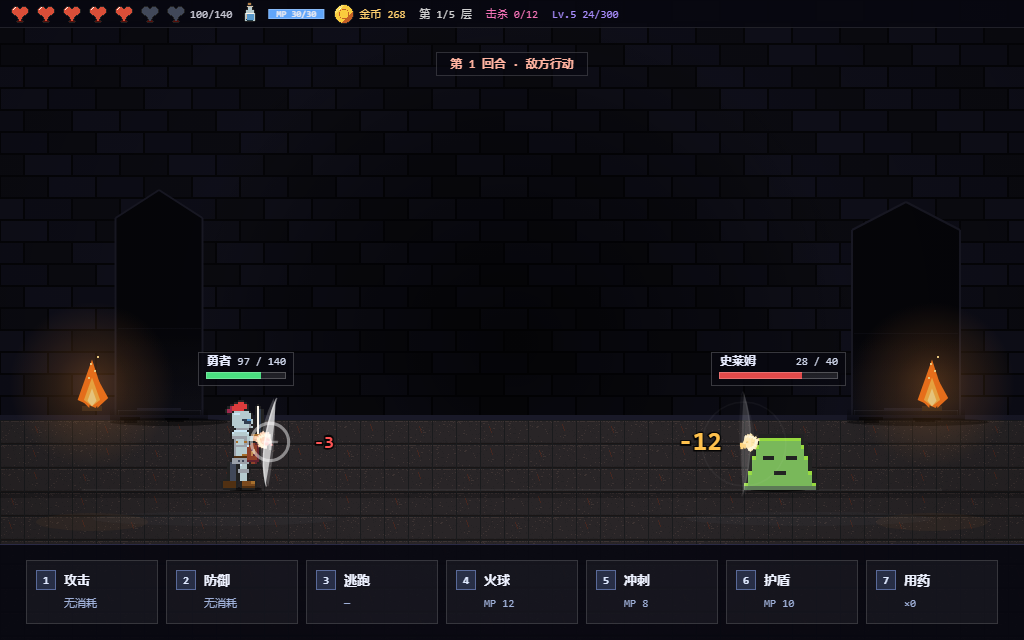 100/140 MP 30/30 金币 268 第 1/5 层 击杀 0/12 Lv.5 24/300
第 1 回合 · 敌方行动
勇者 97 / 140
史莱姆 28 / 40
-3
-12
1 攻击
无消耗
2 防御
无消耗
3 逃跑
—
4 火球
MP 12
5 冲刺
MP 8
6 护盾
MP 10
7 用药
×0